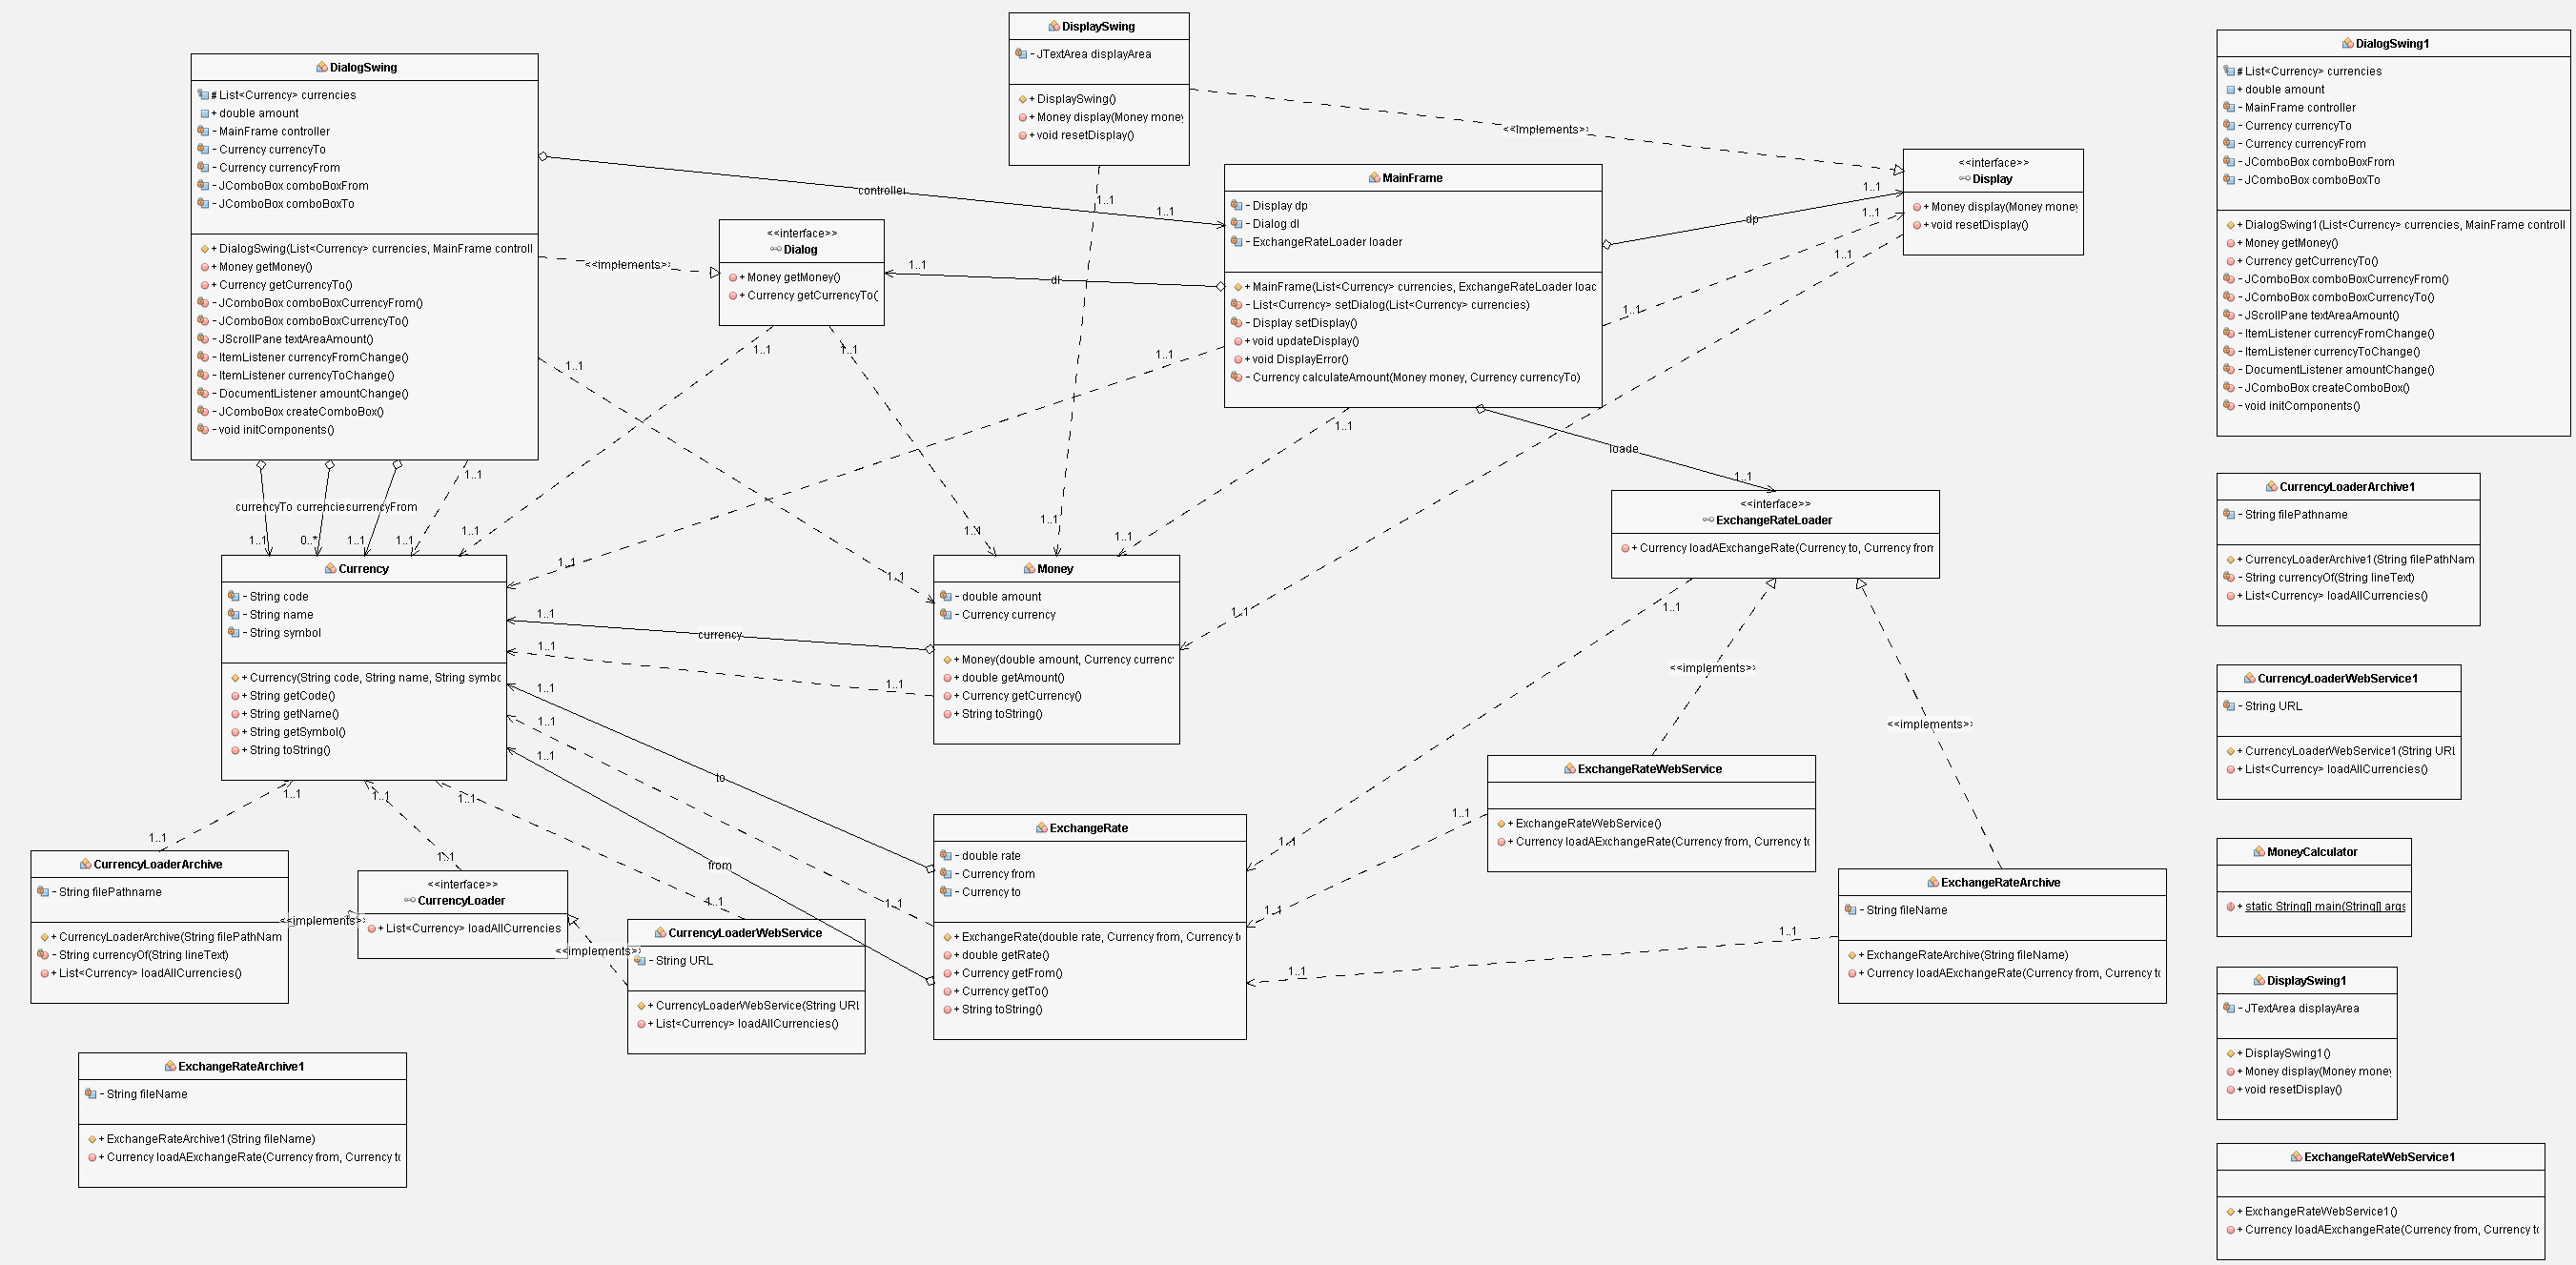 DialogSwing
# List<Currency> currencies
+ double amount
- MainFrame controller
- Currency currencyTo
- Currency currencyFrom
- JComboBox comboBoxFrom
- JComboBox comboBoxTo
+ DialogSwing(List<Currency> currencies, MainFrame controll
+ Money getMoney()
+ Currency getCurrencyTo()
- JComboBox comboBoxCurrencyFrom()
- JComboBox comboBoxCurrencyTo()
- JScrollPane textAreaAmount()
- ItemListener currencyFromChange()
- ItemListener currencyToChange()
- DocumentListener amountChange()
- JComboBox createComboBox()
- void initComponents()
DisplaySwing
- JTextArea displayArea
+ DisplaySwing()
+ Money display(Money money
+ void resetDisplay()
<<implements>>
<<interface>>
Display
+ Money display(Money money
+ void resetDisplay()
MainFrame
- Display dp
- Dialog dl
- ExchangeRateLoader loader
+ MainFrame(List<Currency> currencies, ExchangeRateLoader loac
- List<Currency> setDialog(List<Currency> currencies)
- Display setDisplay()
+ void updateDisplay()
+ void DisplayError()
- Currency calculateAmount(Money money, Currency currencyTo)
controller
1..1
1..1
dp
1..1
1..1
1..1
1..1
<<interface>>
Dialog
+ Money getMoney()
+ Currency getCurrencyTo(
<<implements>>
1..1
dl
1..1
1..1
1..1
1..1
1..1
loade
1..1
1..1
currencyTo
currencie
currencyFrom
1..1
0..*
1..1
1..1
1..1
1..1
1..1
1..1
1..1
1..1
1..1
Currency
- String code
- String name
- String symbol
+ Currency(String code, String name, String symbc
+ String getCode()
+ String getName()
+ String getSymbol()
+ String toString()
Money
- double amount
- Currency currency
+ Money(double amount, Currency currenc
+ double getAmount()
+ Currency getCurrency()
+ String toString()
1..1
currency
1..1
1..1
1..1
1..1
1..1
to
from
1..1
<<interface>>
ExchangeRateLoader
+ Currency loadAExchangeRate(Currency to, Currency fron
1..1
<<implements>>
<<implements>>
1..1
ExchangeRateWebService
+ ExchangeRateWebService()
+ Currency loadAExchangeRate(Currency from, Currency to
1..1
1..1
ExchangeRateArchive
- String fileName
+ ExchangeRateArchive(String fileName)
+ Currency loadAExchangeRate(Currency from, Currency to
1..1
1..1
ExchangeRate
- double rate
- Currency from
- Currency to
+ ExchangeRate(double rate, Currency from, Currency to
+ double getRate()
+ Currency getFrom()
+ Currency getTo()
+ String toString()
1..1
1..1
1..1
1..1
1..1
1..1
CurrencyLoaderArchive
- String filePathname
+ CurrencyLoaderArchive(String filePathNam
- String currencyOf(String lineText)
+ List<Currency> loadAllCurrencies()
<<implements>>
<<interface>>
CurrencyLoader
+ List<Currency> loadAllCurrencies
<<implements>>
CurrencyLoaderWebService
- String URL
+ CurrencyLoaderWebService(String URL
+ List<Currency> loadAllCurrencies()
ExchangeRateArchive1
- String fileName
+ ExchangeRateArchive1(String fileName)
+ Currency loadAExchangeRate(Currency from, Currency to
DialogSwing1
# List<Currency> currencies
+ double amount
- MainFrame controller
- Currency currencyTo
- Currency currencyFrom
- JComboBox comboBoxFrom
- JComboBox comboBoxTo
+ DialogSwing1(List<Currency> currencies, MainFrame controll
+ Money getMoney()
+ Currency getCurrencyTo()
- JComboBox comboBoxCurrencyFrom()
- JComboBox comboBoxCurrencyTo()
- JScrollPane textAreaAmount()
- ItemListener currencyFromChange()
- ItemListener currencyToChange()
- DocumentListener amountChange()
- JComboBox createComboBox()
- void initComponents()
CurrencyLoaderArchive1
- String filePathname
+ CurrencyLoaderArchive1(String filePathNam
- String currencyOf(String lineText)
+ List<Currency> loadAllCurrencies()
CurrencyLoaderWebService1
- String URL
+ CurrencyLoaderWebService1(String URL
+ List<Currency> loadAllCurrencies()
MoneyCalculator
+ static String[] main(String[] args
DisplaySwing1
- JTextArea displayArea
+ DisplaySwing1()
+ Money display(Money money
+ void resetDisplay()
ExchangeRateWebService1
+ ExchangeRateWebService1()
+ Currency loadAExchangeRate(Currency from, Currency to